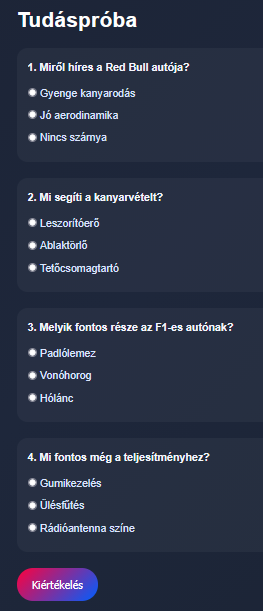 Tudáspróba
1. Miről híres a Red Bull autója?
Gyenge kanyarodás
Jó aerodinamika
Nincs szárnya
2. Mi segíti a kanyarvételt?
Leszorítóerő
Ablaktörlő
Tetőcsomagtartó
3. Melyik fontos része az F1-es autónak?
Padlólemez
Vonóhorog
Hólánc
4. Mi fontos még a teljesítményhez?
Gumikezelés
Ülésfűtés
Rádióantenna színe
Kiértékelés